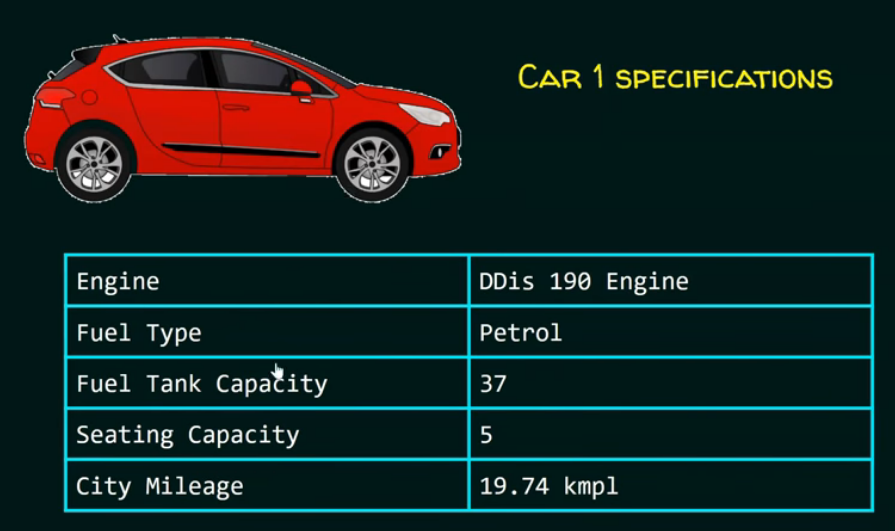 Car 1 specifications
Engine DDis 190 Engine
Fuel Type Petrol
Fuel Tank Capacity 37
Seating Capacity 5
City Mileage 19.74 kmpl